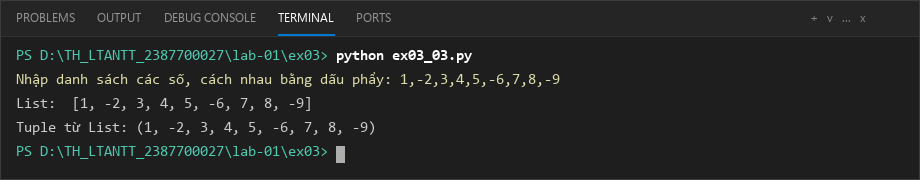 PROBLEMS OUTPUT DEBUG CONSOLE TERMINAL PORTS + v ... x
PS D:\TH_LTANTT_2387700027\lab-01\ex03> python ex03_03.py
Nhập danh sách các số, cách nhau bằng dấu phẩy: 1,-2,3,4,5,-6,7,8,-9
List:  [1, -2, 3, 4, 5, -6, 7, 8, -9]
Tuple từ List: (1, -2, 3, 4, 5, -6, 7, 8, -9)
PS D:\TH_LTANTT_2387700027\lab-01\ex03>